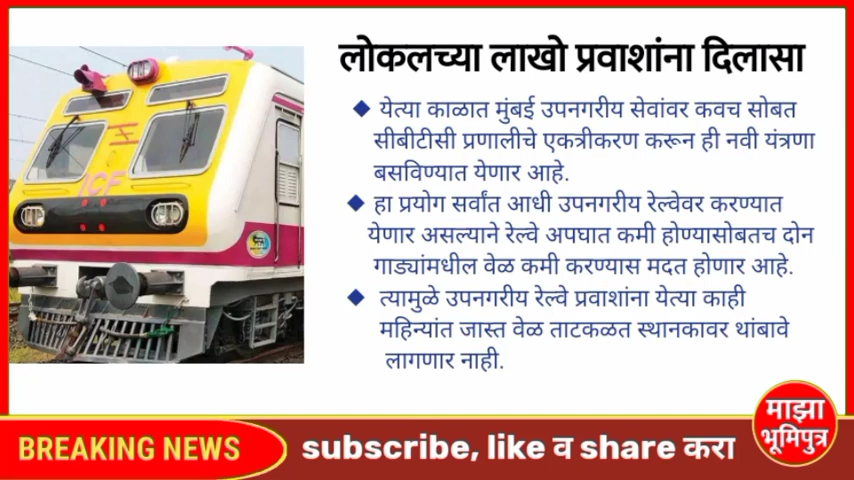 लोकलच्या लाखो प्रवाशांना दिलासा
येत्या काळात मुंबई उपनगरीय सेवांवर कवच सोबत
सीबीटीसी प्रणालीचे एकत्रीकरण करून ही नवी यंत्रणा
बसविण्यात येणार आहे.
हा प्रयोग सर्वांत आधी उपनगरीय रेल्वेवर करण्यात
येणार असल्याने रेल्वे अपघात कमी होण्यासोबतच दोन
गाड्यांमधील वेळ कमी करण्यास मदत होणार आहे.
त्यामुळे उपनगरीय रेल्वे प्रवाशांना येत्या काही
महिन्यांत जास्त वेळ ताटकळत स्थानकावर थांबावे
लागणार नाही.
ICF
माझा
भूमिपुत्र
BREAKING NEWS
subscribe, like व share करा